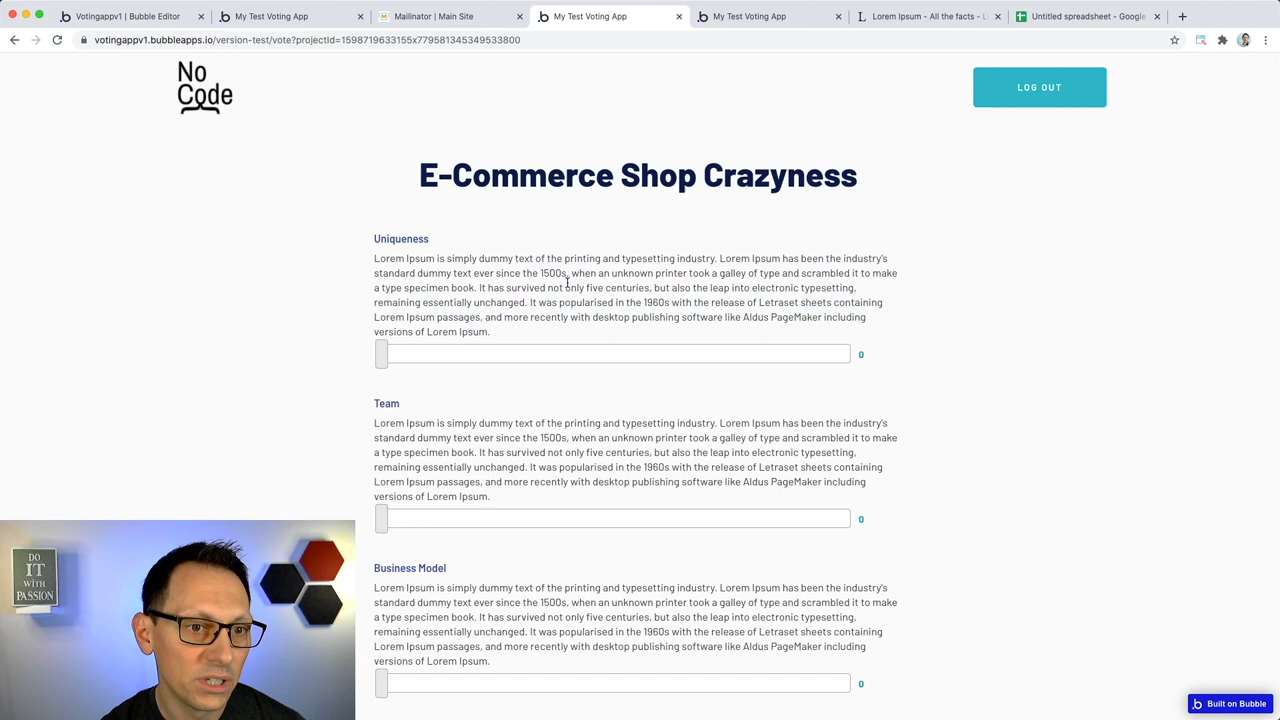 Votingappv1 | Bubble Editor
My Test Voting App
Mailinator | Main Site
My Test Voting App
My Test Voting App
Lorem Ipsum - All the facts - L
Untitled spreadsheet - Google
votingappv1.bubbleapps.io/version-test/vote?projectId=1598719633155x779581345349533800
No
Code
LOG OUT
E-Commerce Shop Crazyness
Uniqueness
Lorem Ipsum is simply dummy text of the printing and typesetting industry. Lorem Ipsum has been the industry's
standard dummy text ever since the 1500s, when an unknown printer took a galley of type and scrambled it to make
a type specimen book. It has survived not only five centuries, but also the leap into electronic typesetting,
remaining essentially unchanged. It was popularised in the 1960s with the release of Letraset sheets containing
Lorem Ipsum passages, and more recently with desktop publishing software like Aldus PageMaker including
versions of Lorem Ipsum.
0
Team
Lorem Ipsum is simply dummy text of the printing and typesetting industry. Lorem Ipsum has been the industry's
standard dummy text ever since the 1500s, when an unknown printer took a galley of type and scrambled it to make
a type specimen book. It has survived not only five centuries, but also the leap into electronic typesetting,
remaining essentially unchanged. It was popularised in the 1960s with the release of Letraset sheets containing
Lorem Ipsum passages, and more recently with desktop publishing software like Aldus PageMaker including
versions of Lorem Ipsum.
0
Business Model
Lorem Ipsum is simply dummy text of the printing and typesetting industry. Lorem Ipsum has been the industry's
standard dummy text ever since the 1500s, when an unknown printer took a galley of type and scrambled it to make
a type specimen book. It has survived not only five centuries, but also the leap into electronic typesetting,
remaining essentially unchanged. It was popularised in the 1960s with the release of Letraset sheets containing
Lorem Ipsum passages, and more recently with desktop publishing software like Aldus PageMaker including
versions of Lorem Ipsum.
0
DO
IT
WITH
PASSION
Built on Bubble